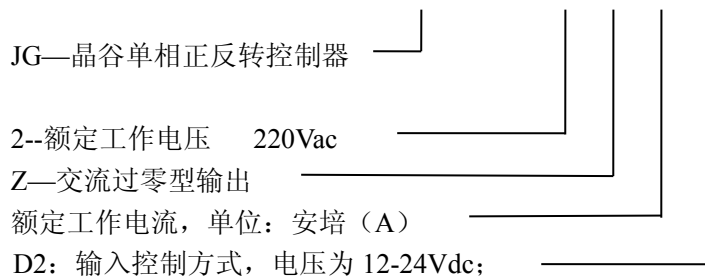 JG—晶谷单相正反转控制器
2--额定工作电压 220Vac
Z—交流过零型输出
额定工作电流，单位：安培（A）
D2：输入控制方式，电压为 12-24Vdc；